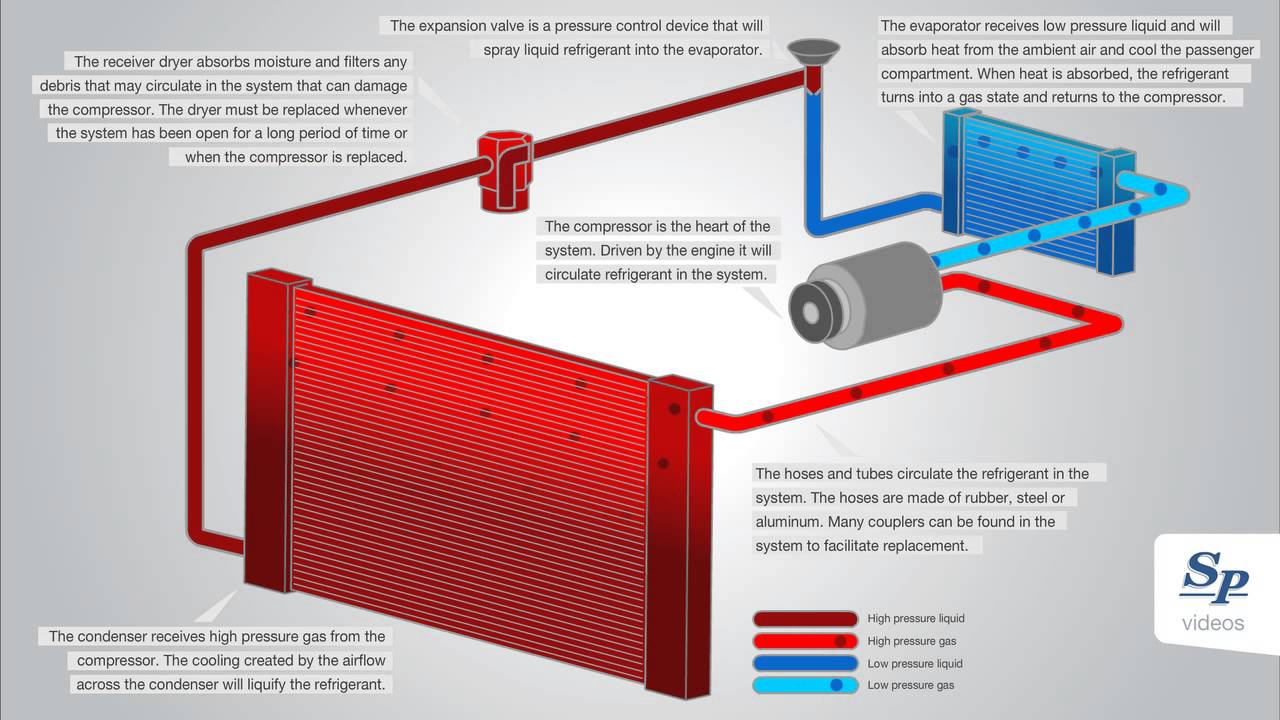 The expansion valve is a pressure control device that will
spray liquid refrigerant into the evaporator.
The evaporator receives low pressure liquid and will
absorb heat from the ambient air and cool the passenger
compartment. When heat is absorbed, the refrigerant
turns into a gas state and returns to the compressor.
The receiver dryer absorbs moisture and filters any
debris that may circulate in the system that can damage
the compressor. The dryer must be replaced whenever
the system has been open for a long period of time or
when the compressor is replaced.
The compressor is the heart of the
system. Driven by the engine it will
circulate refrigerant in the system.
The hoses and tubes circulate the refrigerant in the
system. The hoses are made of rubber, steel or
aluminum. Many couplers can be found in the
system to facilitate replacement.
The condenser receives high pressure gas from the
compressor. The cooling created by the airflow
across the condenser will liquify the refrigerant.
High pressure liquid
High pressure gas
Low pressure liquid
Low pressure gas
SP
videos